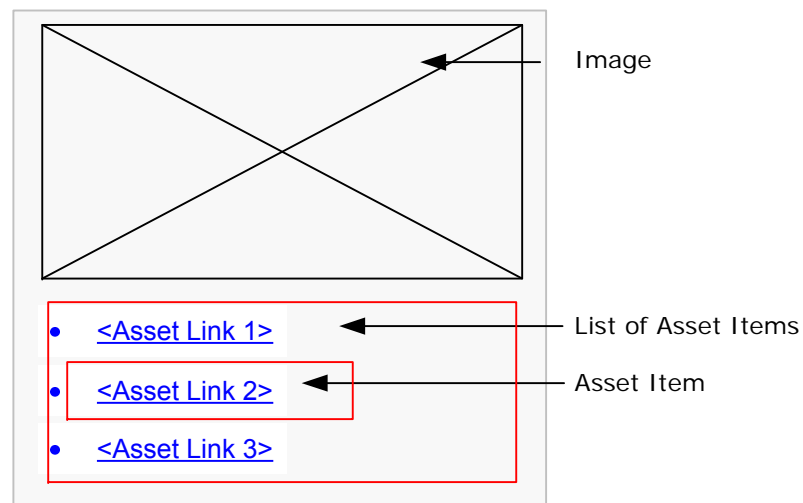 Image
• <Asset Link 1>
List of Asset Items
• <Asset Link 2>
Asset Item
• <Asset Link 3>